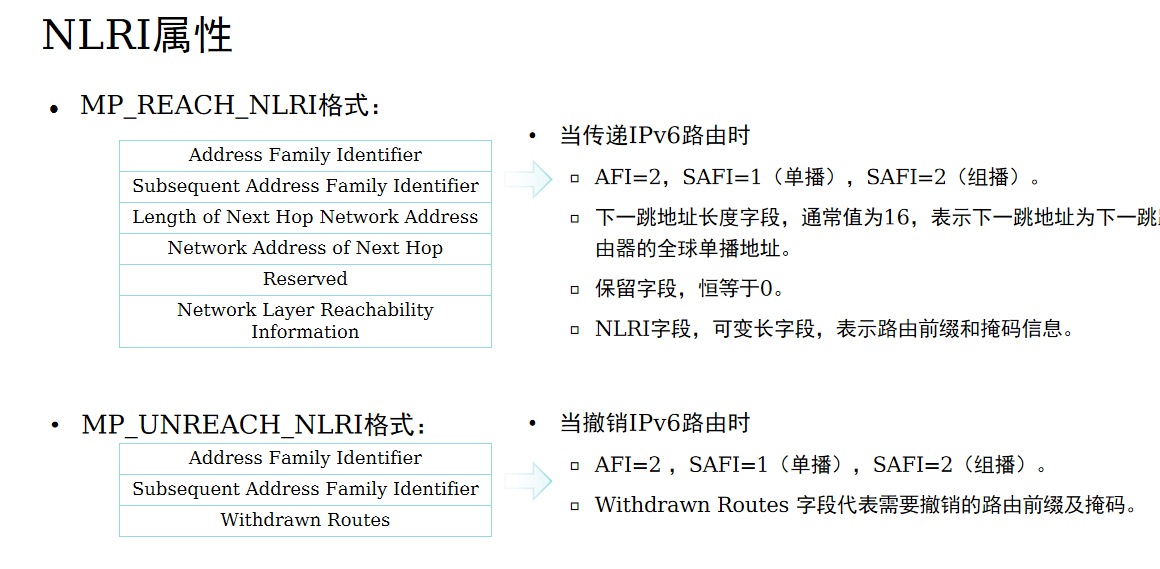 NLRI属性
• MP_REACH_NLRI格式：
Address Family Identifier
Subsequent Address Family Identifier
Length of Next Hop Network Address
Network Address of Next Hop
Reserved
Network Layer Reachability
Information
• 当传递IPv6路由时
▫ AFI=2，SAFI=1（单播），SAFI=2（组播）。
▫ 下一跳地址长度字段，通常值为16，表示下一跳地址为下一跳
由器的全球单播地址。
▫ 保留字段，恒等于0。
▫ NLRI字段，可变长字段，表示路由前缀和掩码信息。
• MP_UNREACH_NLRI格式：
Address Family Identifier
Subsequent Address Family Identifier
Withdrawn Routes
• 当撤销IPv6路由时
▫ AFI=2 ，SAFI=1（单播），SAFI=2（组播）。
▫ Withdrawn Routes 字段代表需要撤销的路由前缀及掩码。